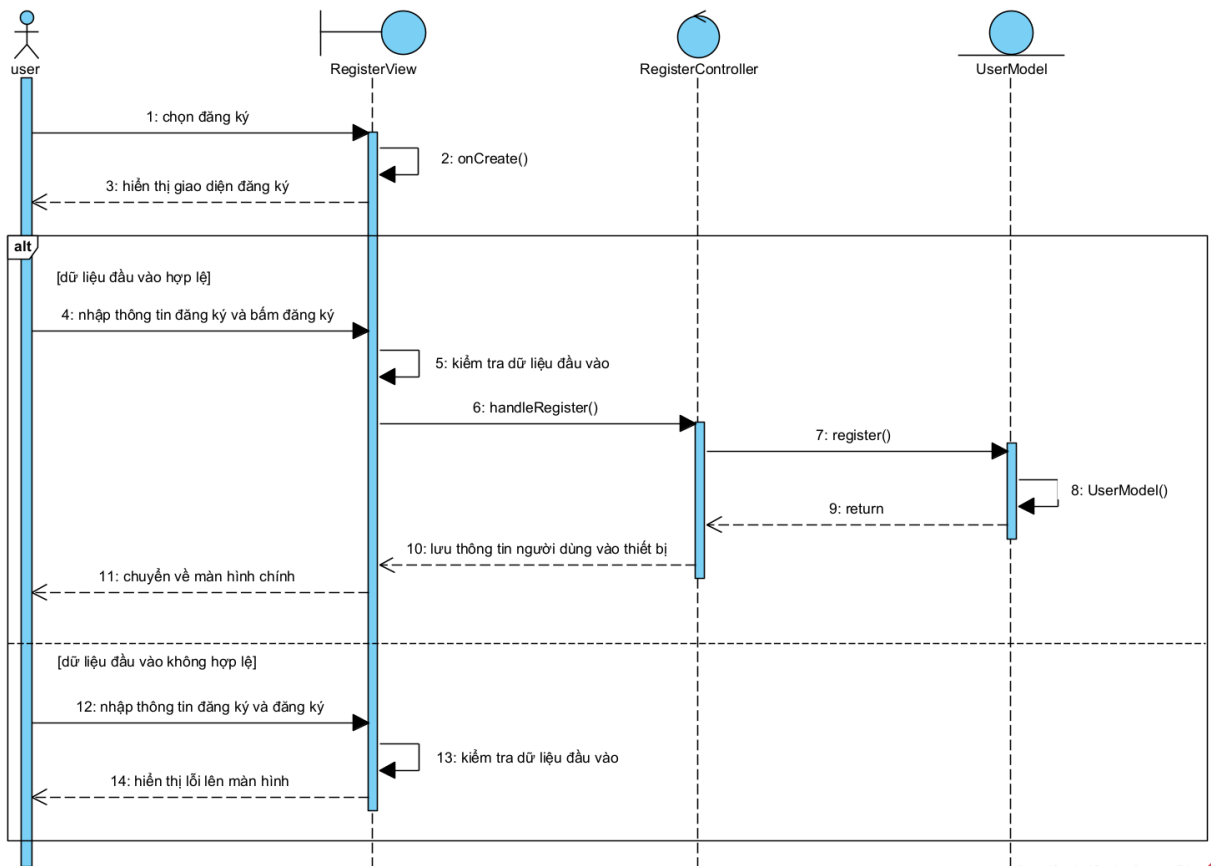 user
RegisterView
RegisterController
UserModel
1: chọn đăng ký
2: onCreate()
3: hiển thị giao diện đăng ký
alt
[dữ liệu đầu vào hợp lệ]
4: nhập thông tin đăng ký và bấm đăng ký
5: kiểm tra dữ liệu đầu vào
6: handleRegister()
7: register()
8: UserModel()
9: return
10: lưu thông tin người dùng vào thiết bị
11: chuyển về màn hình chính
[dữ liệu đầu vào không hợp lệ]
12: nhập thông tin đăng ký và đăng ký
13: kiểm tra dữ liệu đầu vào
14: hiển thị lỗi lên màn hình